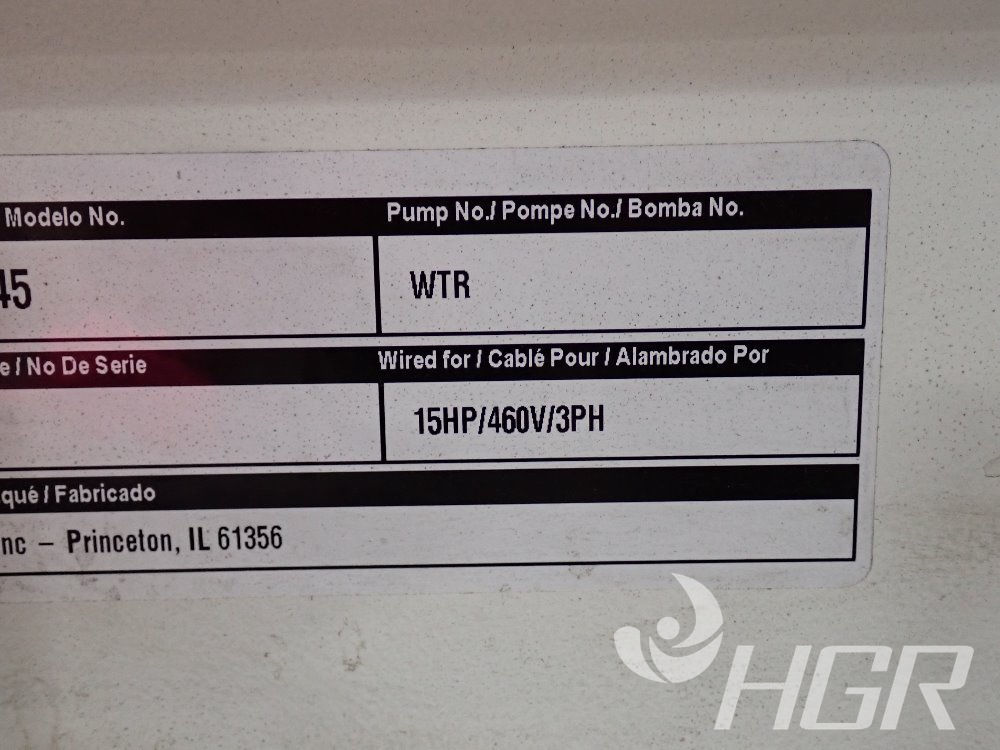 Modelo No.
Pump No./ Pompe No./ Bomba No.
45
WTR
e / No De Serie
Wired for / Cablé Pour / Alambrado Por
15HP/460V/3PH
qué / Fabricado
nc – Princeton, IL 61356
HGR